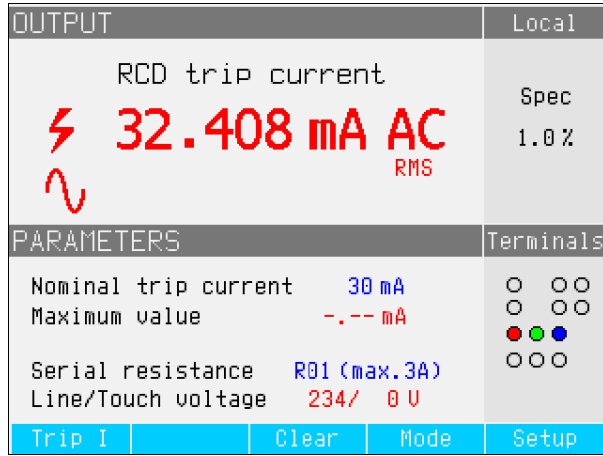 OUTPUT
Local
RCD trip current
32.408 mA AC
RMS
Spec
1.0%
PARAMETERS
Terminals
Nominal trip current 30 mA
Maximum value -.-- mA
Serial resistance R01 (max.3A)
Line/Touch voltage 234/ 0 V
Trip I Clear Mode Setup